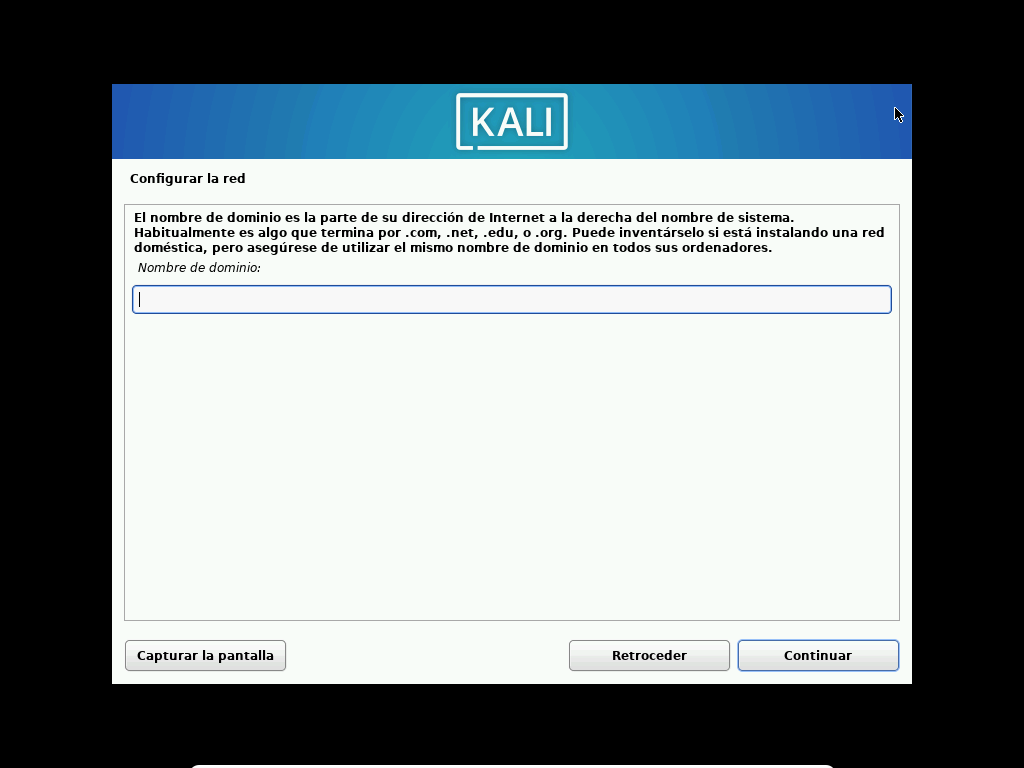 KALI
Configurar la red
El nombre de dominio es la parte de su dirección de Internet a la derecha del nombre de sistema.
Habitualmente es algo que termina por .com, .net, .edu, o .org. Puede inventárselo si está instalando una red
doméstica, pero asegúrese de utilizar el mismo nombre de dominio en todos sus ordenadores.
Nombre de dominio:
Capturar la pantalla
Retroceder
Continuar